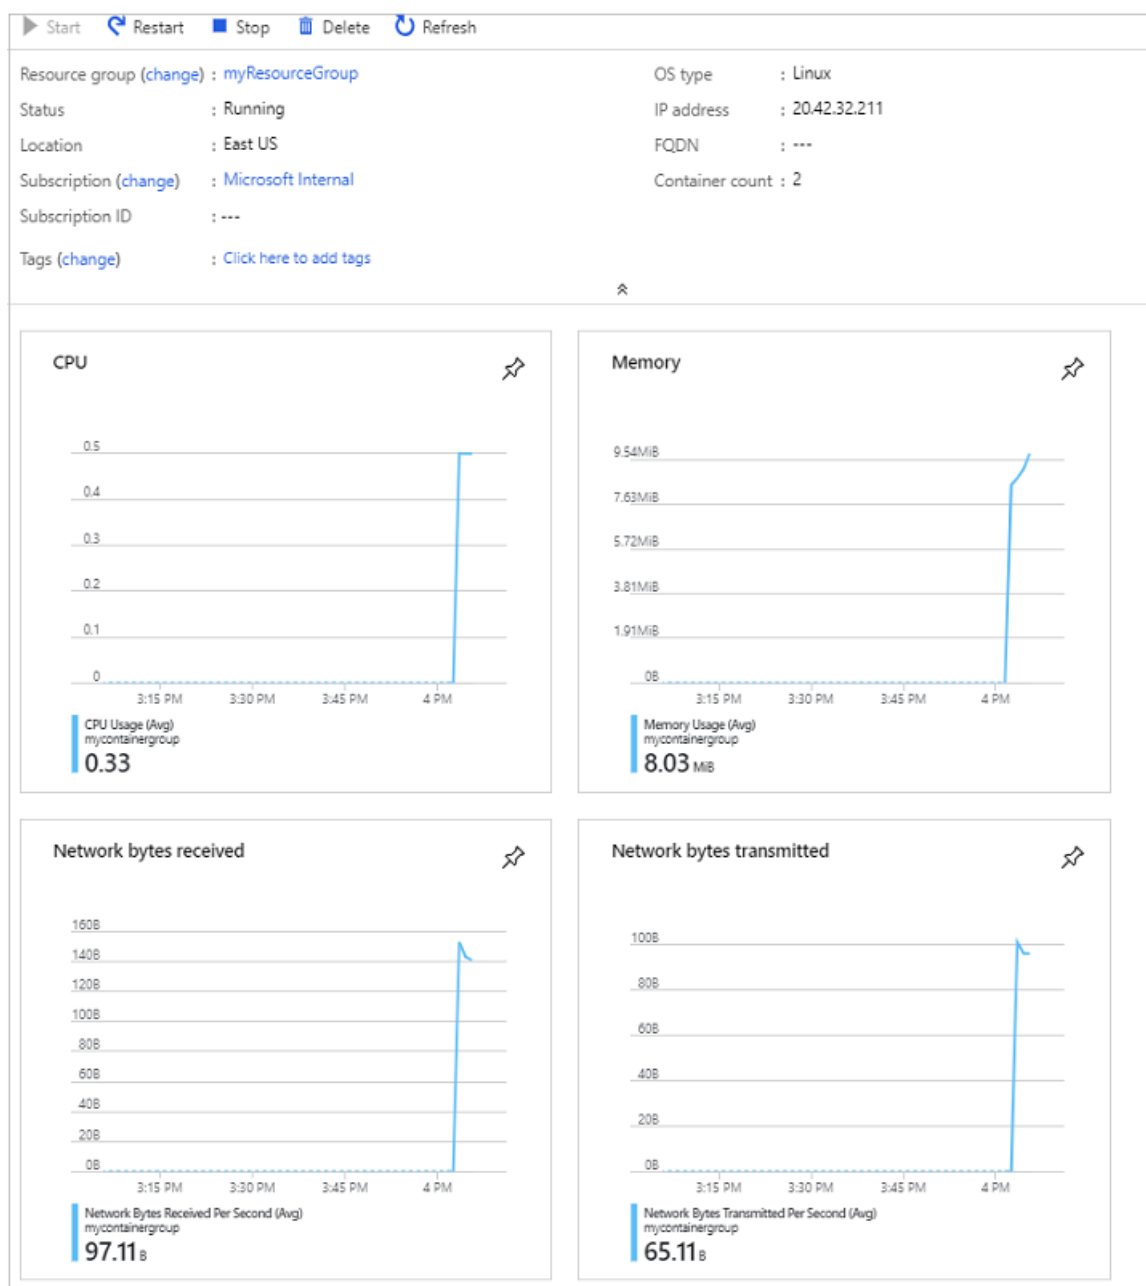 Start Restart Stop Delete Refresh
Resource group (change) : myResourceGroup
Status : Running
Location : East US
Subscription (change) : Microsoft Internal
Subscription ID : ---
Tags (change) : Click here to add tags
OS type : Linux
IP address : 20.42.32.211
FQDN : ---
Container count : 2
CPU
0.5
0.4
0.3
0.2
0.1
0
3:15 PM 3:30 PM 3:45 PM 4 PM
CPU Usage (Avg)
mycontainergroup
0.33
Memory
9.54MiB
7.63MiB
5.72MiB
3.81MiB
1.91MiB
0B
3:15 PM 3:30 PM 3:45 PM 4 PM
Memory Usage (Avg)
mycontainergroup
8.03 MiB
Network bytes received
160B
140B
120B
100B
80B
60B
40B
20B
0B
3:15 PM 3:30 PM 3:45 PM 4 PM
Network Bytes Received Per Second (Avg)
mycontainergroup
97.11 B
Network bytes transmitted
100B
80B
60B
40B
20B
0B
3:15 PM 3:30 PM 3:45 PM 4 PM
Network Bytes Transmitted Per Second (Avg)
mycontainergroup
65.11 B